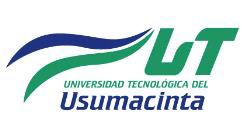 UT
UNIVERSIDAD TECNOLÓGICA DEL
Usumacinta